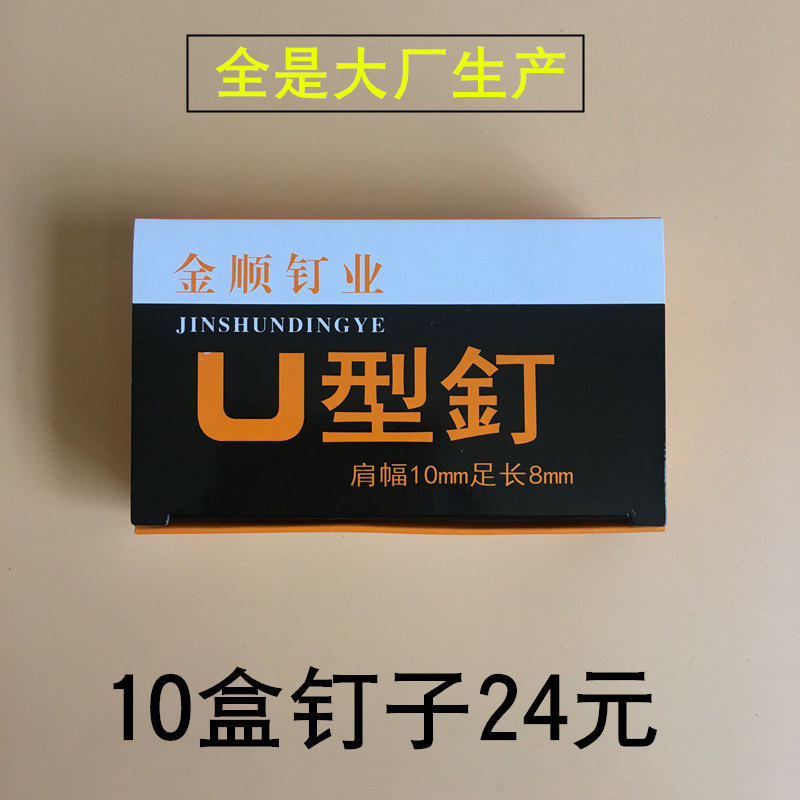 全是大厂生产
金顺钉业
JINSHUNDINGYE
U型釘
肩幅10mm足长8mm
10盒钉子24元